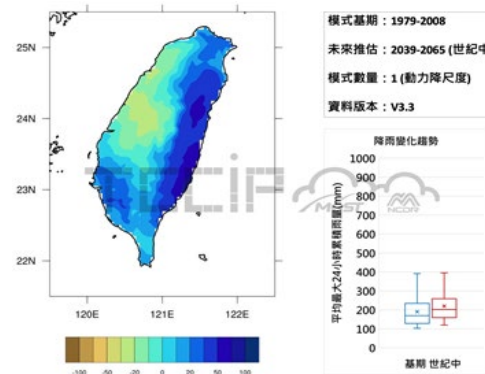 25N
24N
23N
22N
120E
121E
122E
-100
-50
-20
0
20
50
100
模式基期：1979-2008
未來推估：2039-2065 (世紀中
模式數量：1 (動力降尺度)
資料版本：V3.3
降雨變化趨勢
平均最大24小時累積雨量(mm)
1000
900
800
700
600
500
400
300
200
100
0
基期 世紀中
TCCIP
MOST
NCDR